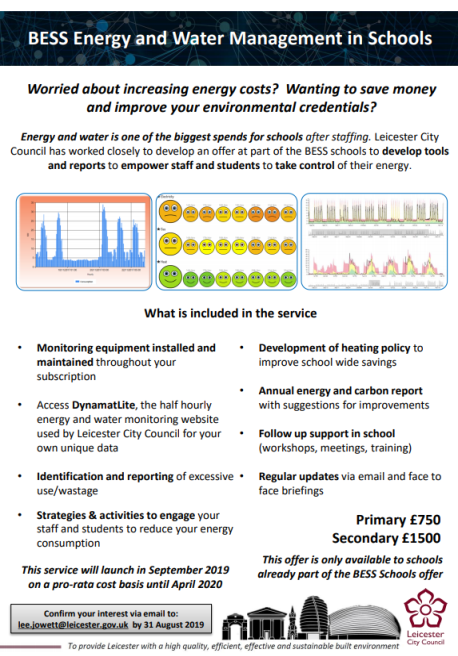 BESS Energy and Water Management in Schools
Worried about increasing energy costs?  Wanting to save money
and improve your environmental credentials?
Energy and water is one of the biggest spends for schools after staffing. Leicester City
Council has worked closely to develop an offer at part of the BESS schools to develop tools
and reports to empower staff and students to take control of their energy.
What is included in the service
• Monitoring equipment installed and
maintained throughout your
subscription
• Access DynamatLite, the half hourly
energy and water monitoring website
used by Leicester City Council for your
own unique data
• Identification and reporting of excessive
use/wastage
• Strategies & activities to engage your
staff and students to reduce your energy
consumption
• Development of heating policy to
improve school wide savings
• Annual energy and carbon report
with suggestions for improvements
• Follow up support in school
(workshops, meetings, training)
• Regular updates via email and face to
face briefings
Primary £750
Secondary £1500
This service will launch in September 2019
on a pro-rata cost basis until April 2020
This offer is only available to schools
already part of the BESS Schools offer
Confirm your interest via email to:
lee.jowett@leicester.gov.uk by 31 August 2019
Leicester
City Council
To provide Leicester with a high quality, efficient, effective and sustainable built environment